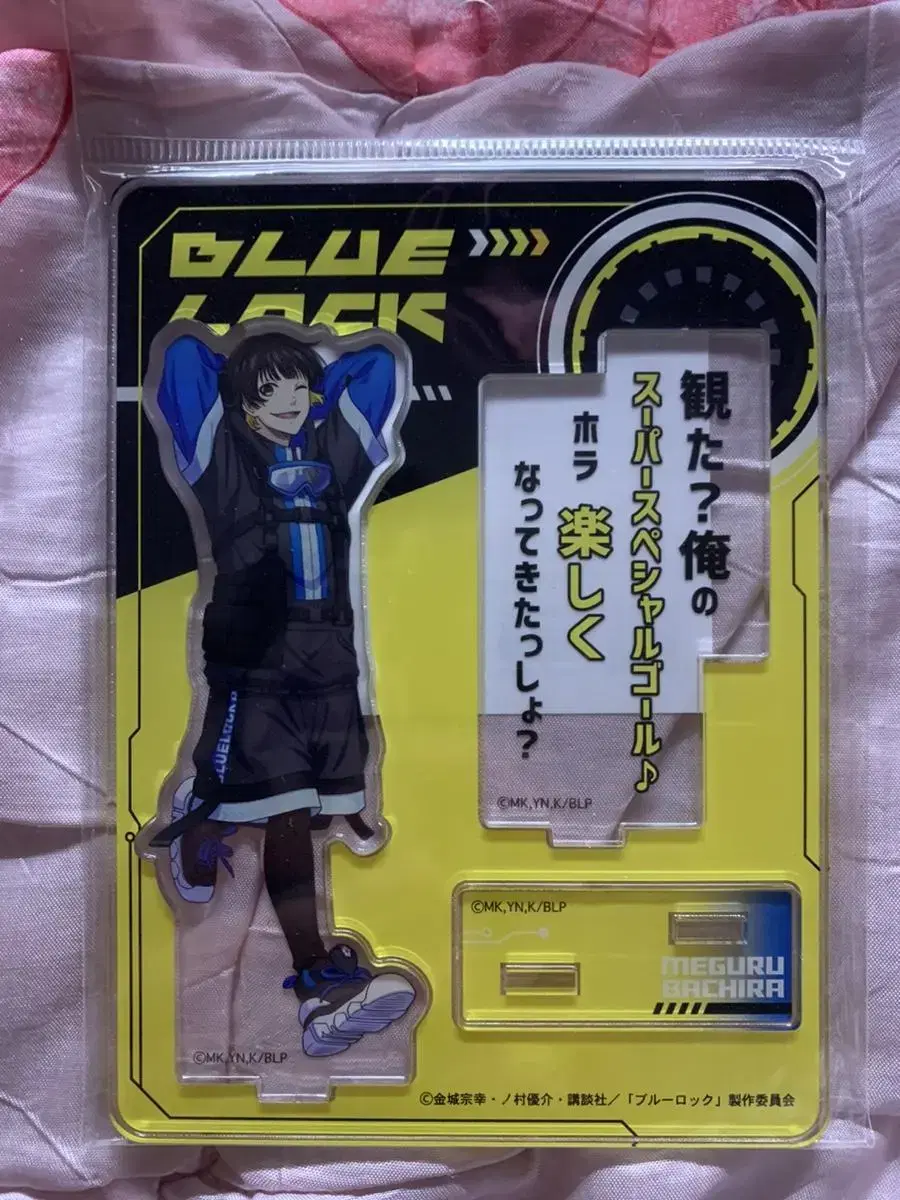 BLUE
LOCK
観た？俺の
スーパースペシャルゴール♪
ホラ 楽しく
なってきたっしょ？
©MK,YN,K/BLP
©MK,YN,K/BLP
MEGURU
BACHIRA
BLUELOCK
©MK,YN,K/BLP
©金城宗幸・ノ村優介・講談社／「ブルーロック」製作委員会